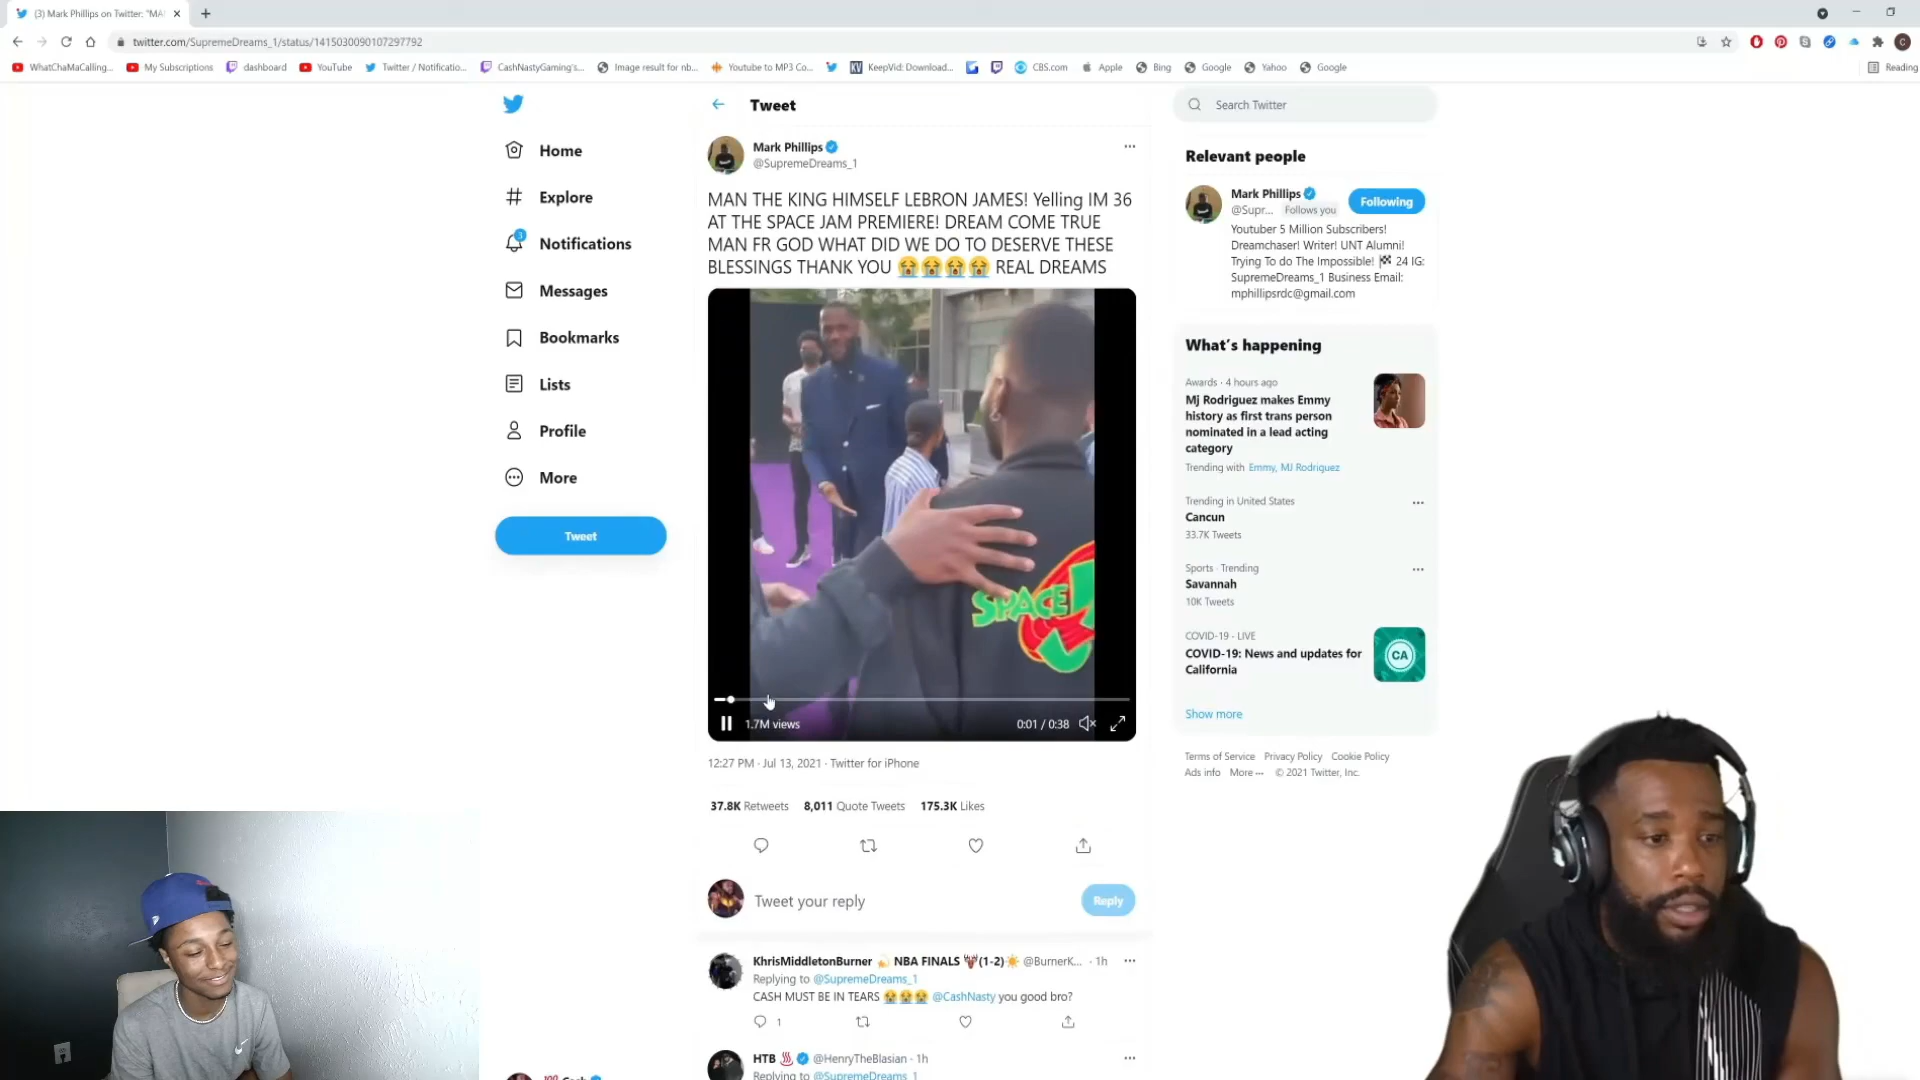 (3) Mark Phillips on Twitter: "MA
twitter.com/SupremeDreams_1/status/1415030090107297792
WhatChaMaCalling... My Subscriptions dashboard YouTube Twitter / Notificatio... CashNastyGaming's... Image result for nb... Youtube to MP3 Co... KeepVid: Download... CBS.com Apple Bing Google Yahoo Google Reading
Home
Explore
3
Notifications
Messages
Bookmarks
Lists
Profile
More
Tweet
Tweet
Mark Phillips
@SupremeDreams_1
MAN THE KING HIMSELF LEBRON JAMES! Yelling IM 36
AT THE SPACE JAM PREMIERE! DREAM COME TRUE
MAN FR GOD WHAT DID WE DO TO DESERVE THESE
BLESSINGS THANK YOU 😭😭😭😭 REAL DREAMS
SPACE
1.7M views 0:01 / 0:38
12:27 PM · Jul 13, 2021 · Twitter for iPhone
37.8K Retweets 8,011 Quote Tweets 175.3K Likes
Tweet your reply
Reply
KhrisMiddletonBurner NBA FINALS (1-2)☀ @BurnerK... · 1h
Replying to @SupremeDreams_1
CASH MUST BE IN TEARS 😭😭😭 @CashNasty you good bro?
1
HTB @HenryTheBlasian · 1h
Replying to @SupremeDreams_1
Search Twitter
Relevant people
Mark Phillips
@Supr... Follows you
Following
Youtuber 5 Million Subscribers!
Dreamchaser! Writer! UNT Alumni!
Trying To do The Impossible! 🏁 24 IG:
SupremeDreams_1 Business Email:
mphillipsrdc@gmail.com
What's happening
Awards · 4 hours ago
Mj Rodriguez makes Emmy
history as first trans person
nominated in a lead acting
category
Trending with Emmy, MJ Rodriguez
Trending in United States
Cancun
33.7K Tweets
Sports · Trending
Savannah
10K Tweets
COVID-19 · LIVE
COVID-19: News and updates for
California
CA
Show more
Terms of Service Privacy Policy Cookie Policy
Ads info More ··· © 2021 Twitter, Inc.